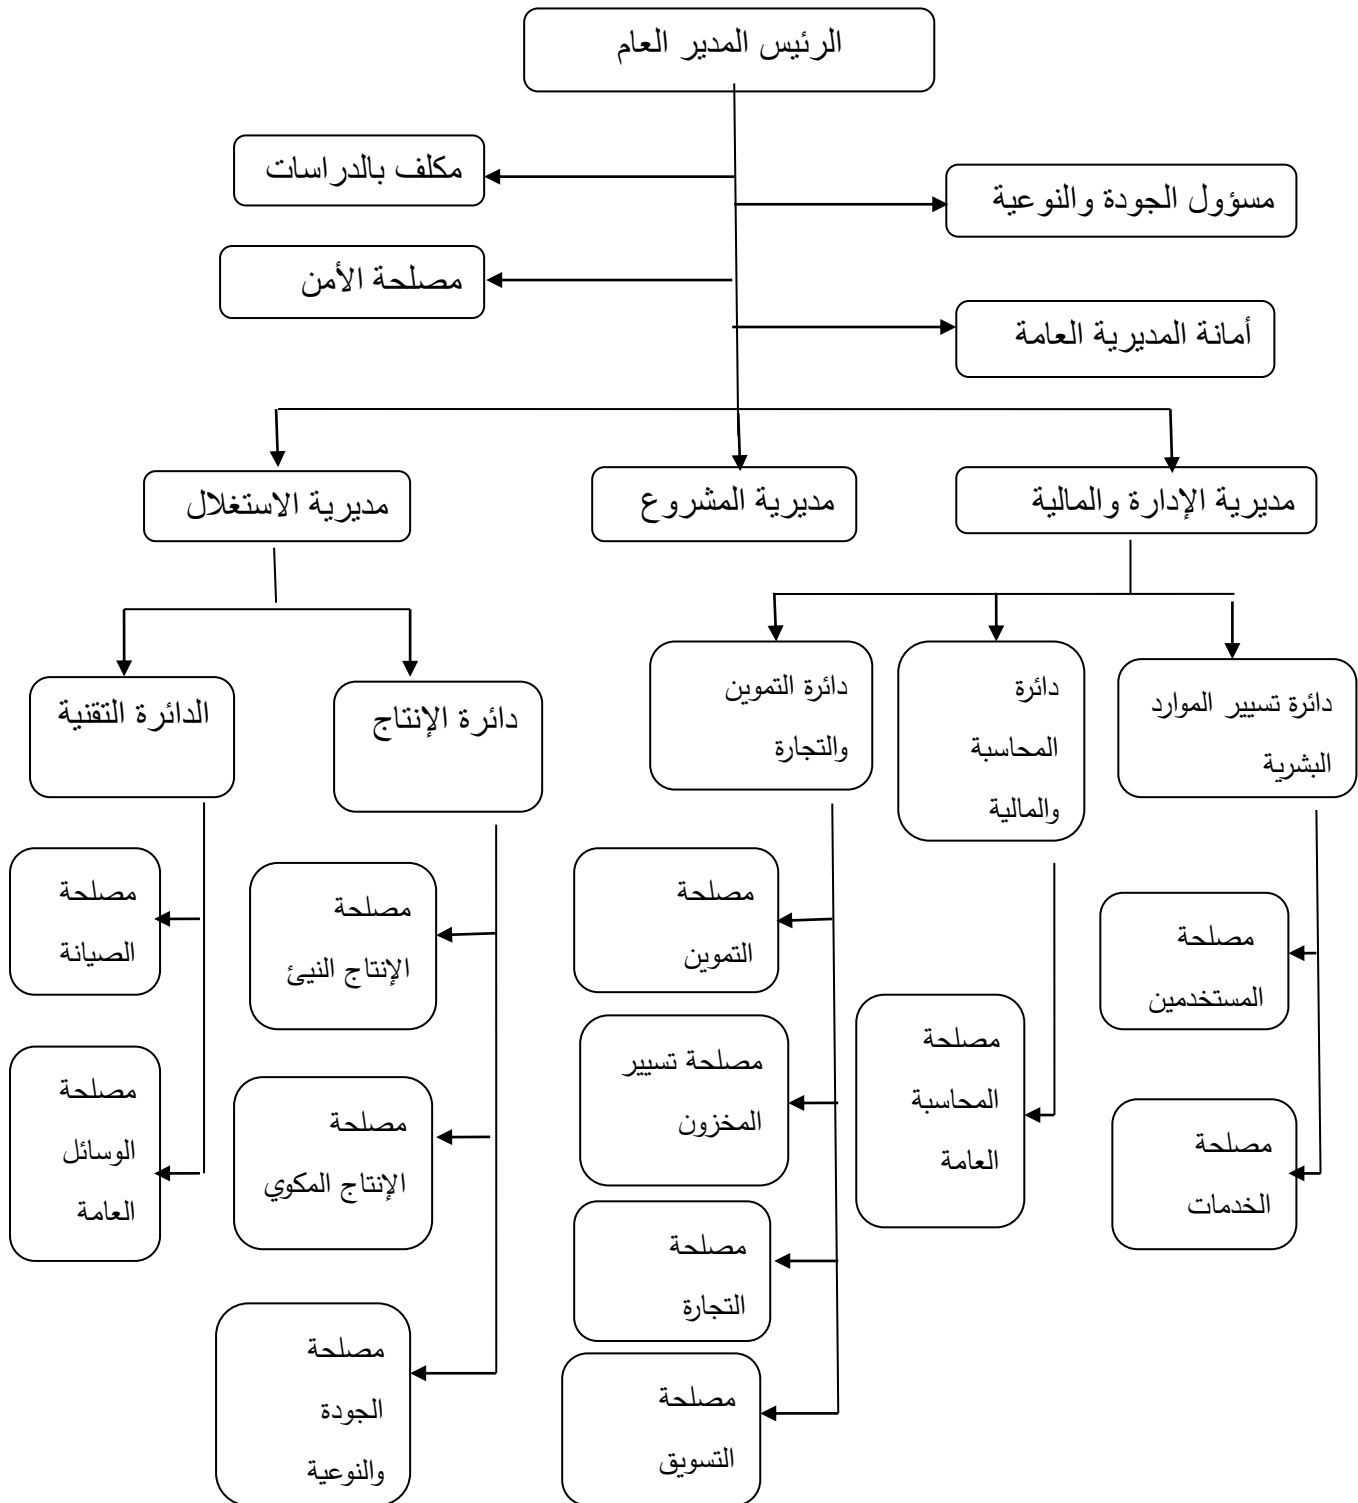 الرئيس المدير العام
مكلف بالدراسات
مسؤول الجودة والنوعية
مصلحة الأمن
أمانة المديرية العامة
مديرية الإدارة والمالية
مديرية المشروع
مديرية الاستغلال
دائرة تسيير الموارد
البشرية
دائرة
المحاسبة
والمالية
دائرة التموين
والتجارة
دائرة الإنتاج
الدائرة التقنية
مصلحة
المستخدمين
مصلحة
الخدمات
مصلحة
المحاسبة
العامة
مصلحة
التموين
مصلحة تسيير
المخزون
مصلحة
التجارة
مصلحة
التسويق
مصلحة
الإنتاج النيئ
مصلحة
الإنتاج المكوي
مصلحة
الجودة
والنوعية
مصلحة
الصيانة
مصلحة
الوسائل
العامة